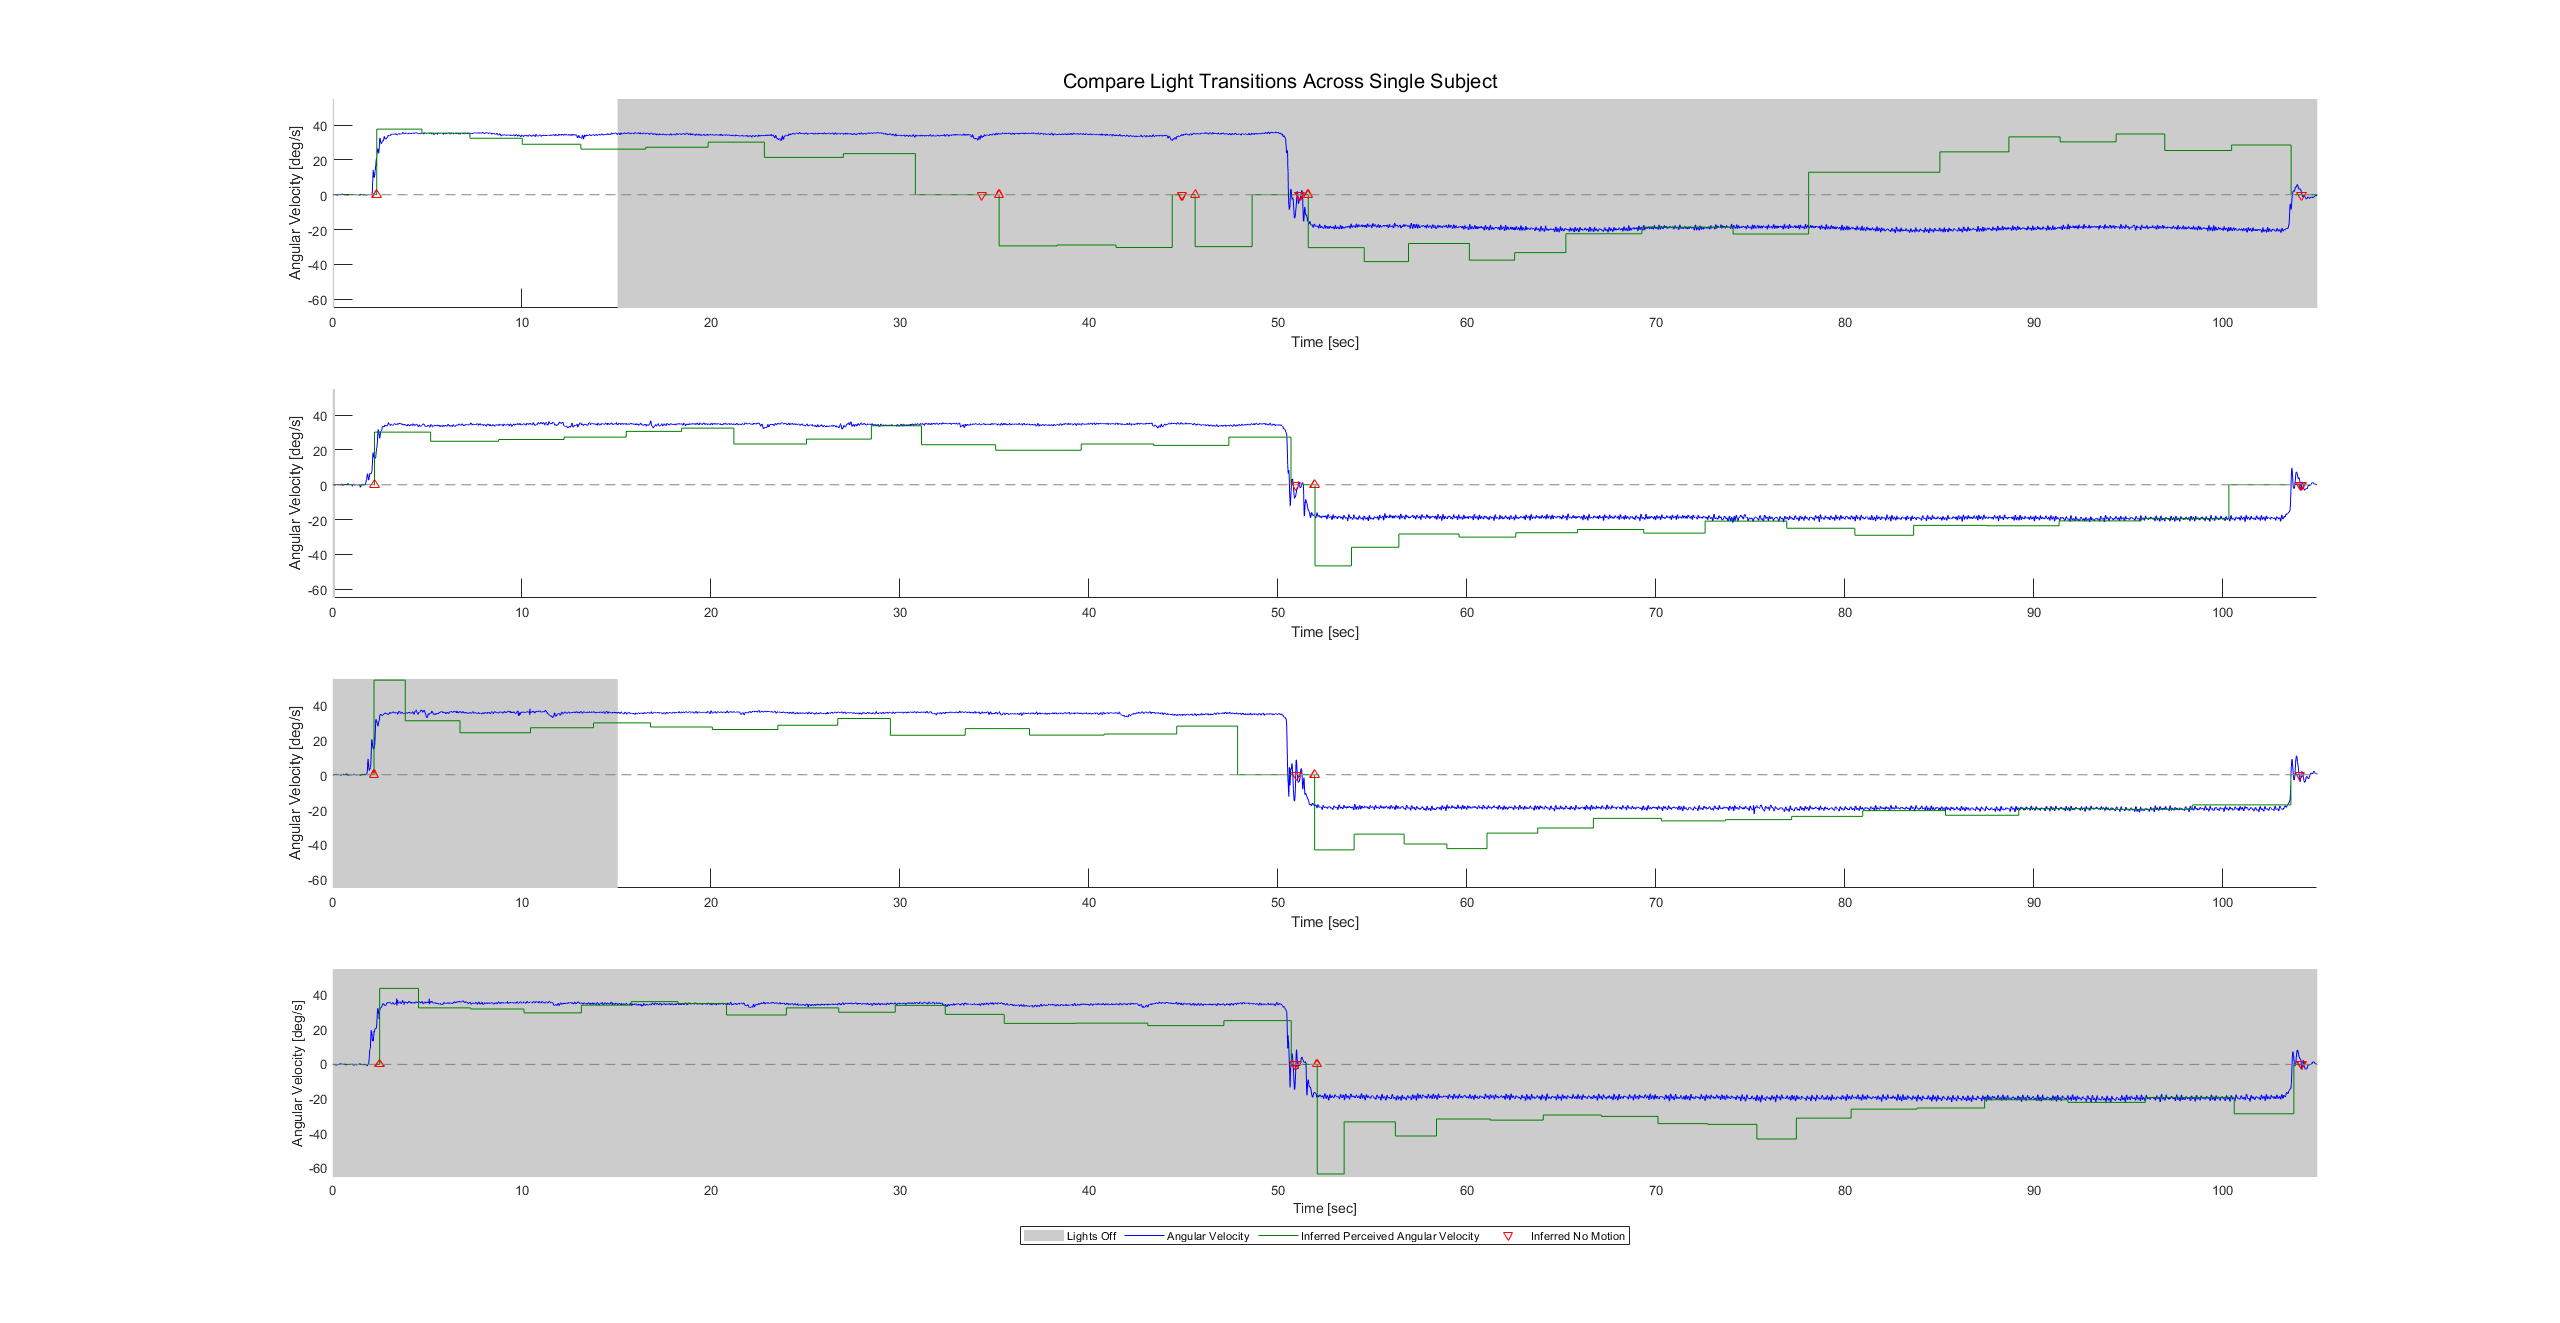 Compare Light Transitions Across Single Subject
Angular Velocity [deg/s]
40
20
0
-20
-40
-60
0 10 20 30 40 50 60 70 80 90 100
Time [sec]
Angular Velocity [deg/s]
40
20
0
-20
-40
-60
0 10 20 30 40 50 60 70 80 90 100
Time [sec]
Angular Velocity [deg/s]
40
20
0
-20
-40
-60
0 10 20 30 40 50 60 70 80 90 100
Time [sec]
Angular Velocity [deg/s]
40
20
0
-20
-40
-60
0 10 20 30 40 50 60 70 80 90 100
Time [sec]
Lights Off Angular Velocity Inferred Perceived Angular Velocity Inferred No Motion